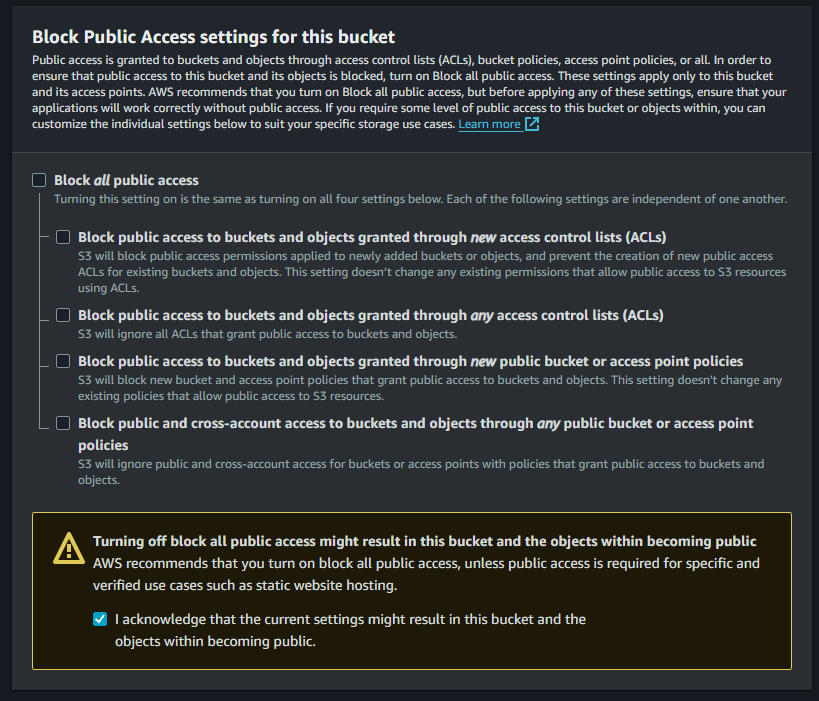 Block Public Access settings for this bucket
Public access is granted to buckets and objects through access control lists (ACLs), bucket policies, access point policies, or all. In order to
ensure that public access to this bucket and its objects is blocked, turn on Block all public access. These settings apply only to this bucket
and its access points. AWS recommends that you turn on Block all public access, but before applying any of these settings, ensure that your
applications will work correctly without public access. If you require some level of public access to this bucket or objects within, you can
customize the individual settings below to suit your specific storage use cases. Learn more
Block all public access
Turning this setting on is the same as turning on all four settings below. Each of the following settings are independent of one another.
Block public access to buckets and objects granted through new access control lists (ACLs)
S3 will block public access permissions applied to newly added buckets or objects, and prevent the creation of new public access
ACLs for existing buckets and objects. This setting doesn't change any existing permissions that allow public access to S3 resources
using ACLs.
Block public access to buckets and objects granted through any access control lists (ACLs)
S3 will ignore all ACLs that grant public access to buckets and objects.
Block public access to buckets and objects granted through new public bucket or access point policies
S3 will block new bucket and access point policies that grant public access to buckets and objects. This setting doesn't change any
existing policies that allow public access to S3 resources.
Block public and cross-account access to buckets and objects through any public bucket or access point
policies
S3 will ignore public and cross-account access for buckets or access points with policies that grant public access to buckets and
objects.
Turning off block all public access might result in this bucket and the objects within becoming public
AWS recommends that you turn on block all public access, unless public access is required for specific and
verified use cases such as static website hosting.
I acknowledge that the current settings might result in this bucket and the
objects within becoming public.